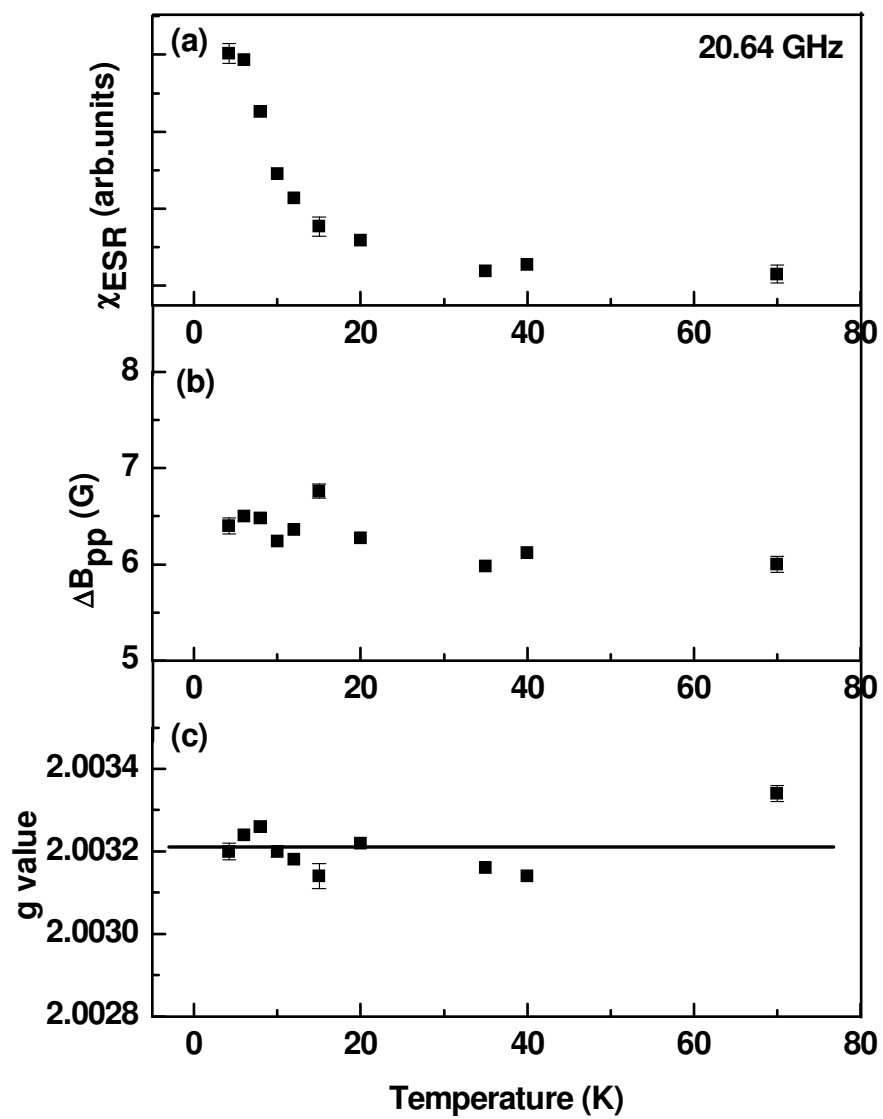 (a)
20.64 GHz
χESR (arb.units)
0 20 40 60 80
(b)
8
7
6
5
ΔBpp (G)
0 20 40 60 80
(c)
2.0034
2.0032
2.0030
2.0028
g value
0 20 40 60 80
Temperature (K)